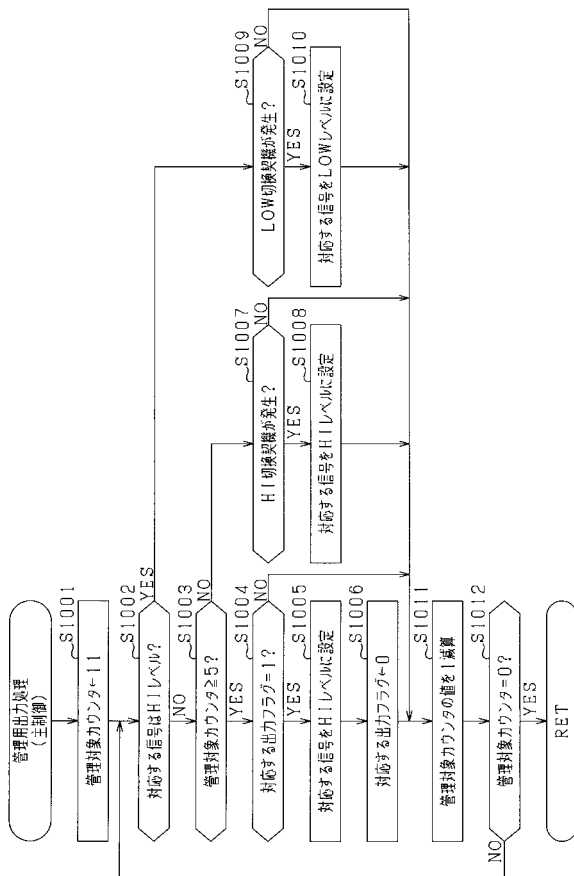 管理用出力処理
(主制御)
S1001
管理対象カウンタ←11
S1002
対応する信号はHIレベル?
YES
NO
S1003
管理対象カウンタ≧5?
NO
YES
S1004
対応する出力フラグ=1?
NO
YES
S1005
対応する信号をHIレベルに設定
S1006
対応する出力フラグ←0
S1007
HI切換契機が発生?
NO
YES
S1008
対応する信号をHIレベルに設定
S1009
LOW切換契機が発生?
NO
YES
S1010
対応する信号をLOWレベルに設定
S1011
管理対象カウンタの値を1減算
S1012
管理対象カウンタ=0?
NO
YES
RET